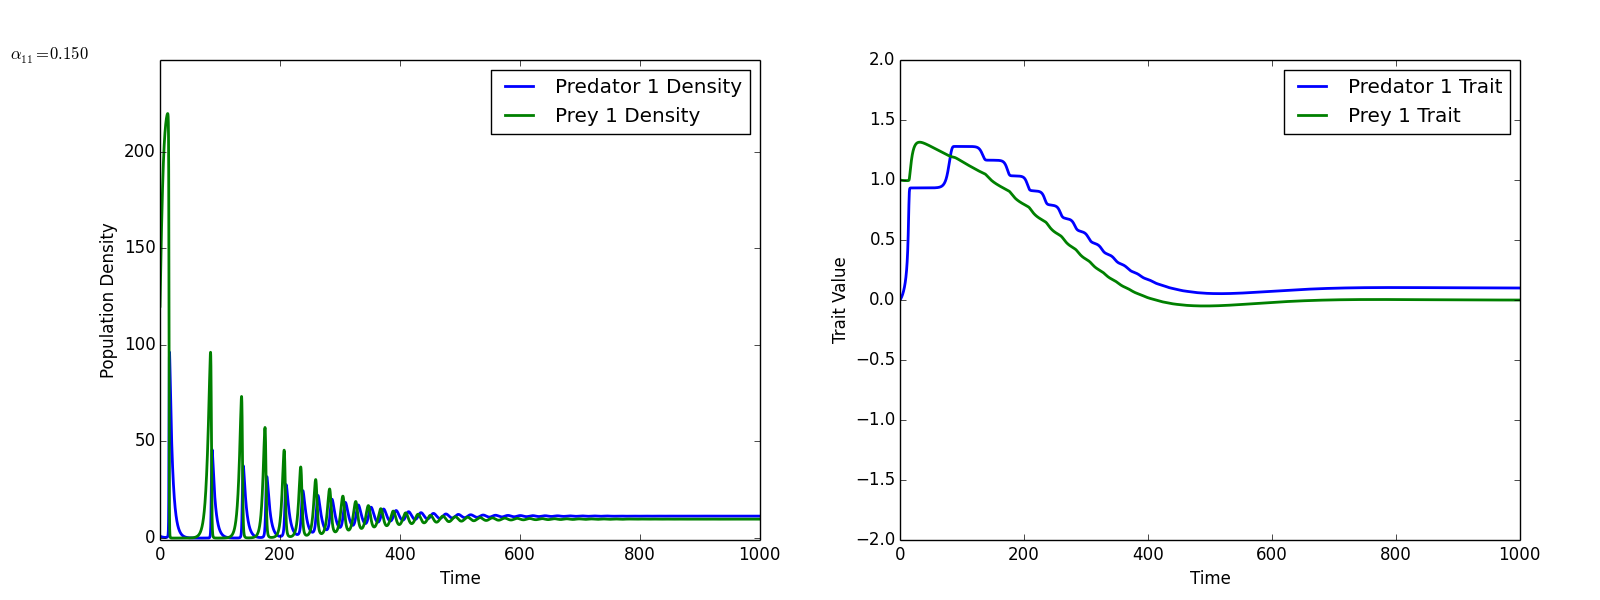 α₁₁=0.150
Predator 1 Density
Prey 1 Density
Population Density
200
150
100
50
0
0 200 400 600 800 1000
Time
Predator 1 Trait
Prey 1 Trait
Trait Value
2.0
1.5
1.0
0.5
0.0
−0.5
−1.0
−1.5
−2.0
0 200 400 600 800 1000
Time